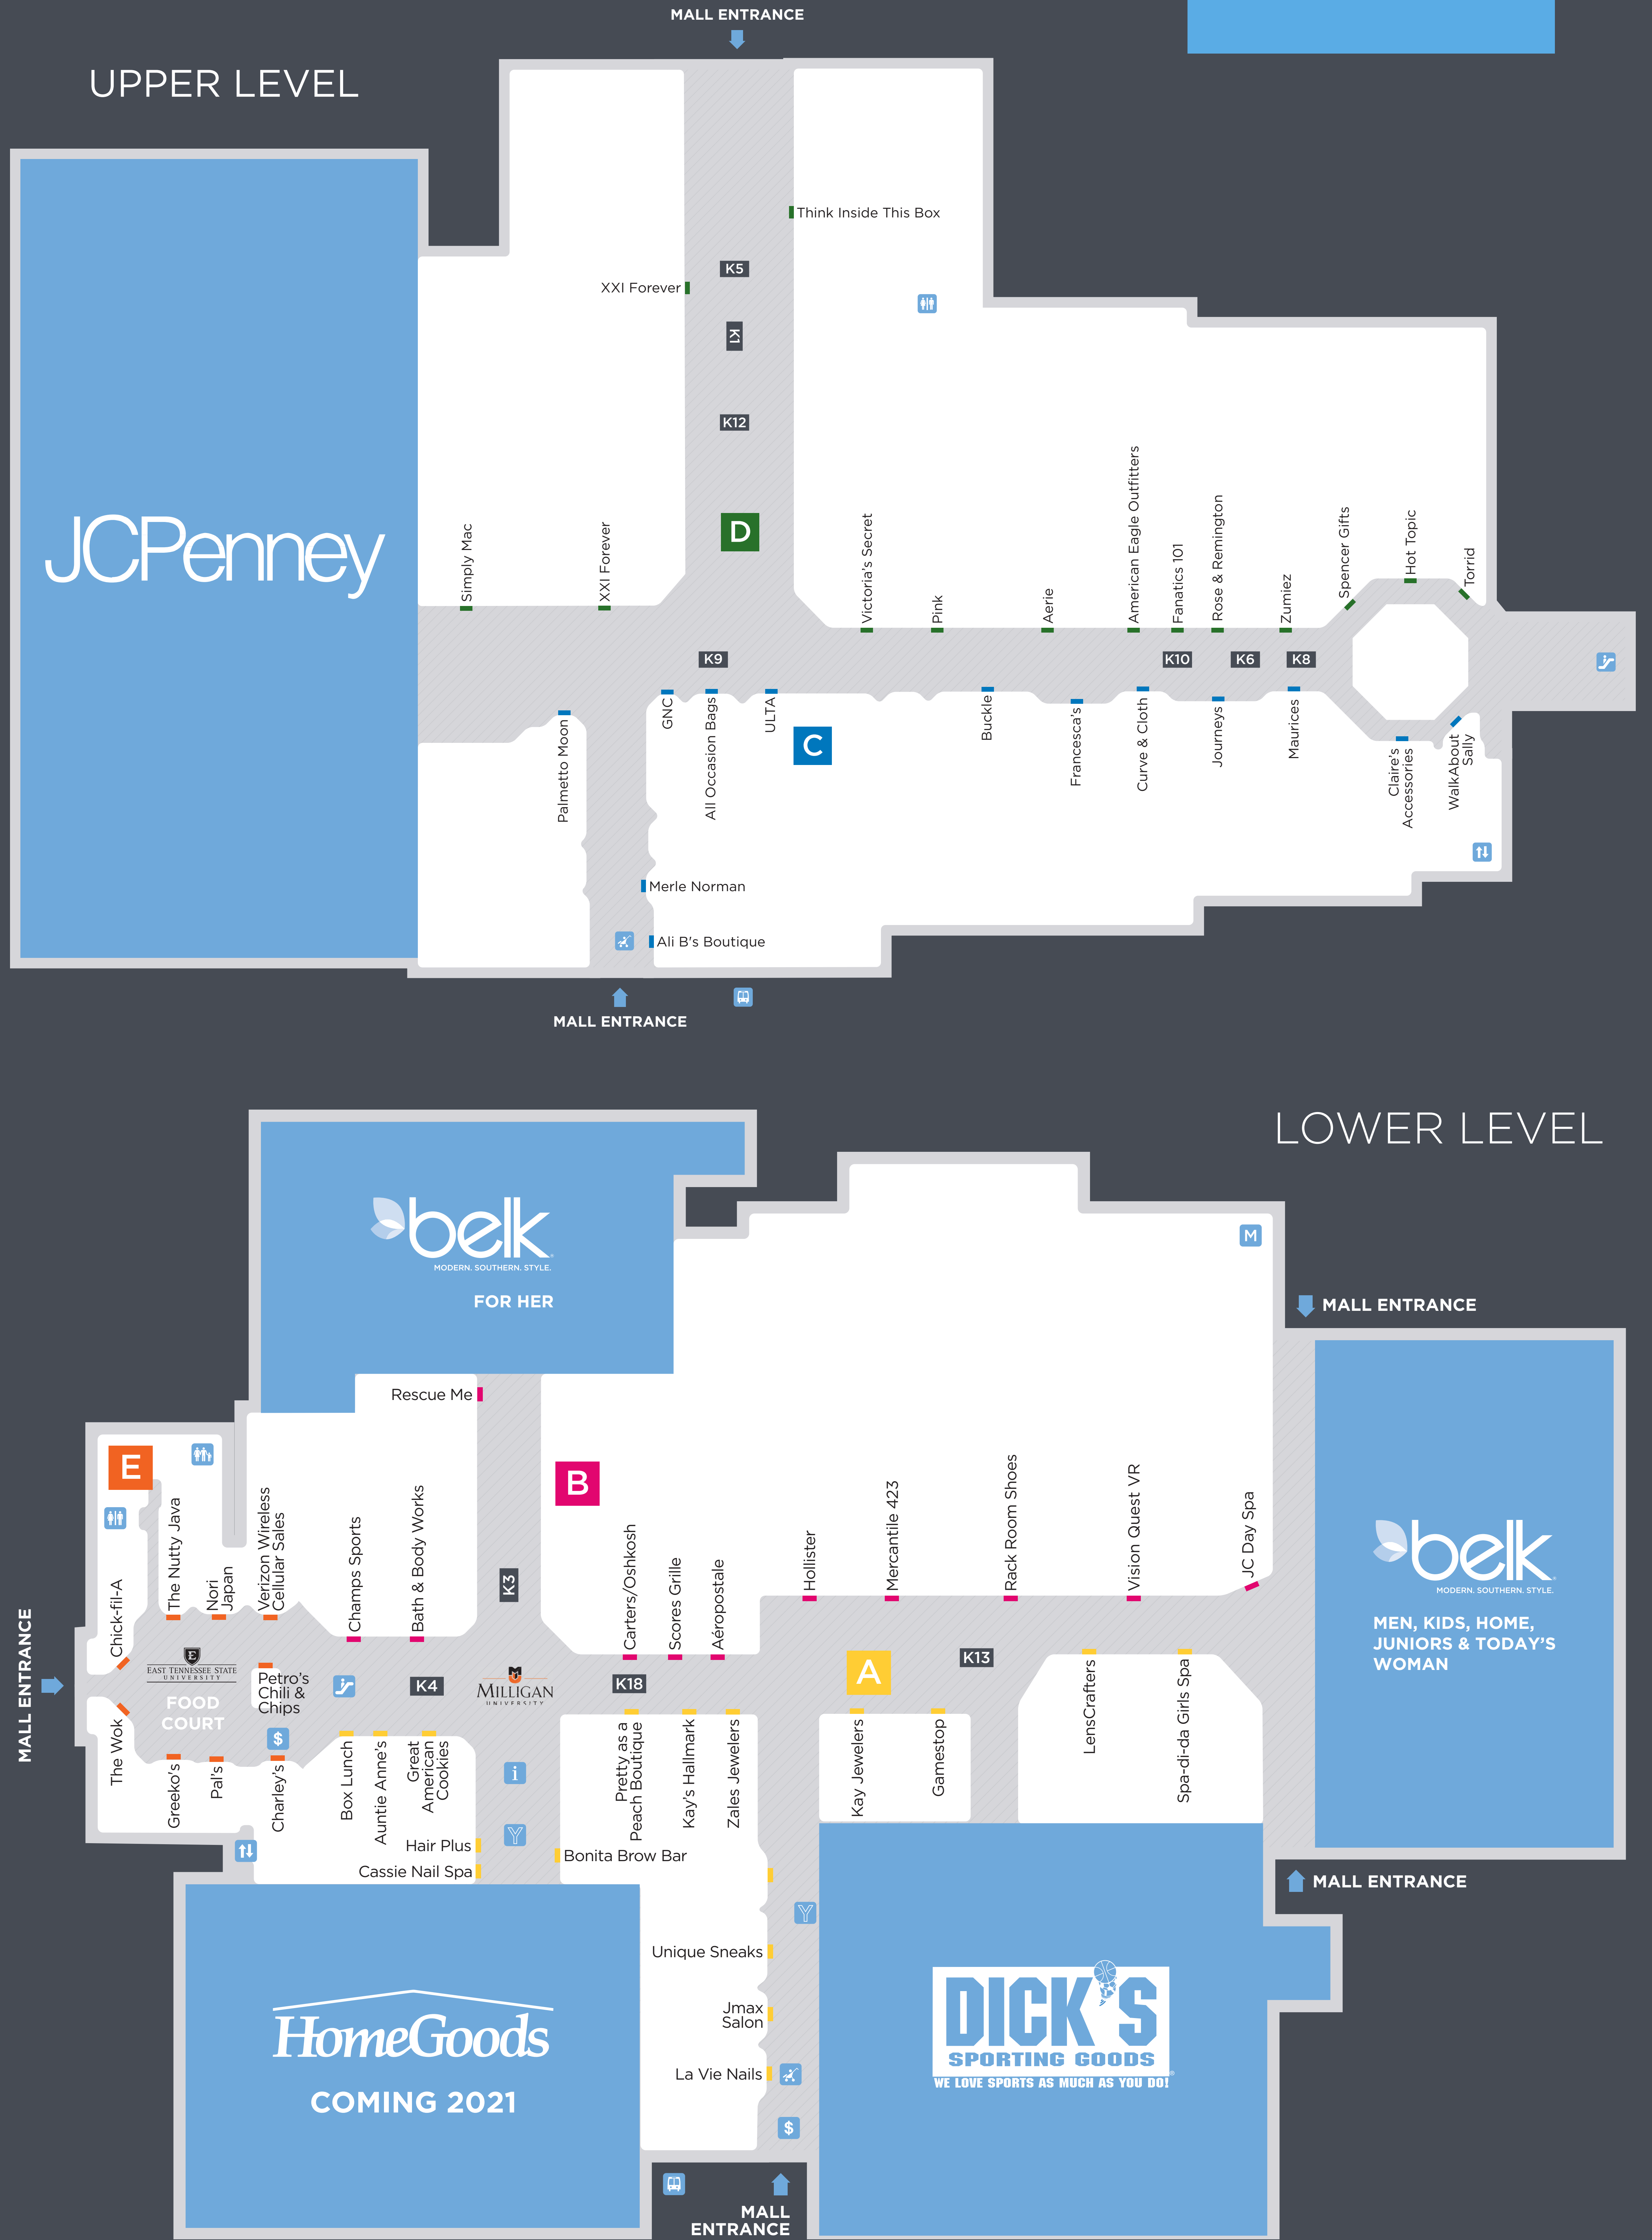 MALL ENTRANCE
UPPER LEVEL
Think Inside This Box
K5
XXI Forever
K1
K12
D
JCPenney
Simply Mac
XXI Forever
Victoria's Secret
Pink
Aerie
American Eagle Outfitters
Fanatics 101
Rose & Remington
Zumiez
Spencer Gifts
Hot Topic
Torrid
K9
K10
K6
K8
Palmetto Moon
GNC
All Occasion Bags
ULTA
C
Buckle
Francesca's
Curve & Cloth
Journeys
Maurices
Claire's
Accessories
WalkAbout
Sally
Merle Norman
Ali B's Boutique
MALL ENTRANCE
LOWER LEVEL
belk
MODERN. SOUTHERN. STYLE.
FOR HER
M
MALL ENTRANCE
Rescue Me
E
B
Chick-fil-A
The Nutty Java
Nori
Japan
Verizon Wireless
Cellular Sales
Champs Sports
Bath & Body Works
K3
Carters/Oshkosh
Scores Grille
Aéropostale
Hollister
Mercantile 423
Rack Room Shoes
Vision Quest VR
JC Day Spa
belk
MODERN. SOUTHERN. STYLE.
MEN, KIDS, HOME,
JUNIORS & TODAY'S
WOMAN
MALL ENTRANCE
E
EAST TENNESSEE STATE
UNIVERSITY
FOOD
COURT
Petro's
Chili &
Chips
K4
MU
MILLIGAN
UNIVERSITY
K18
A
K13
$
The Wok
Greeko's
Pal's
Charley's
Box Lunch
Auntie Anne's
Great
American
Cookies
i
Y
Pretty as a
Peach Boutique
Kay's Hallmark
Zales Jewelers
Kay Jewelers
Gamestop
LensCrafters
Spa-di-da Girls Spa
Hair Plus
Cassie Nail Spa
Bonita Brow Bar
MALL ENTRANCE
Y
Unique Sneaks
Jmax
Salon
La Vie Nails
$
HomeGoods
COMING 2021
DICK'S
SPORTING GOODS
WE LOVE SPORTS AS MUCH AS YOU DO!
MALL
ENTRANCE